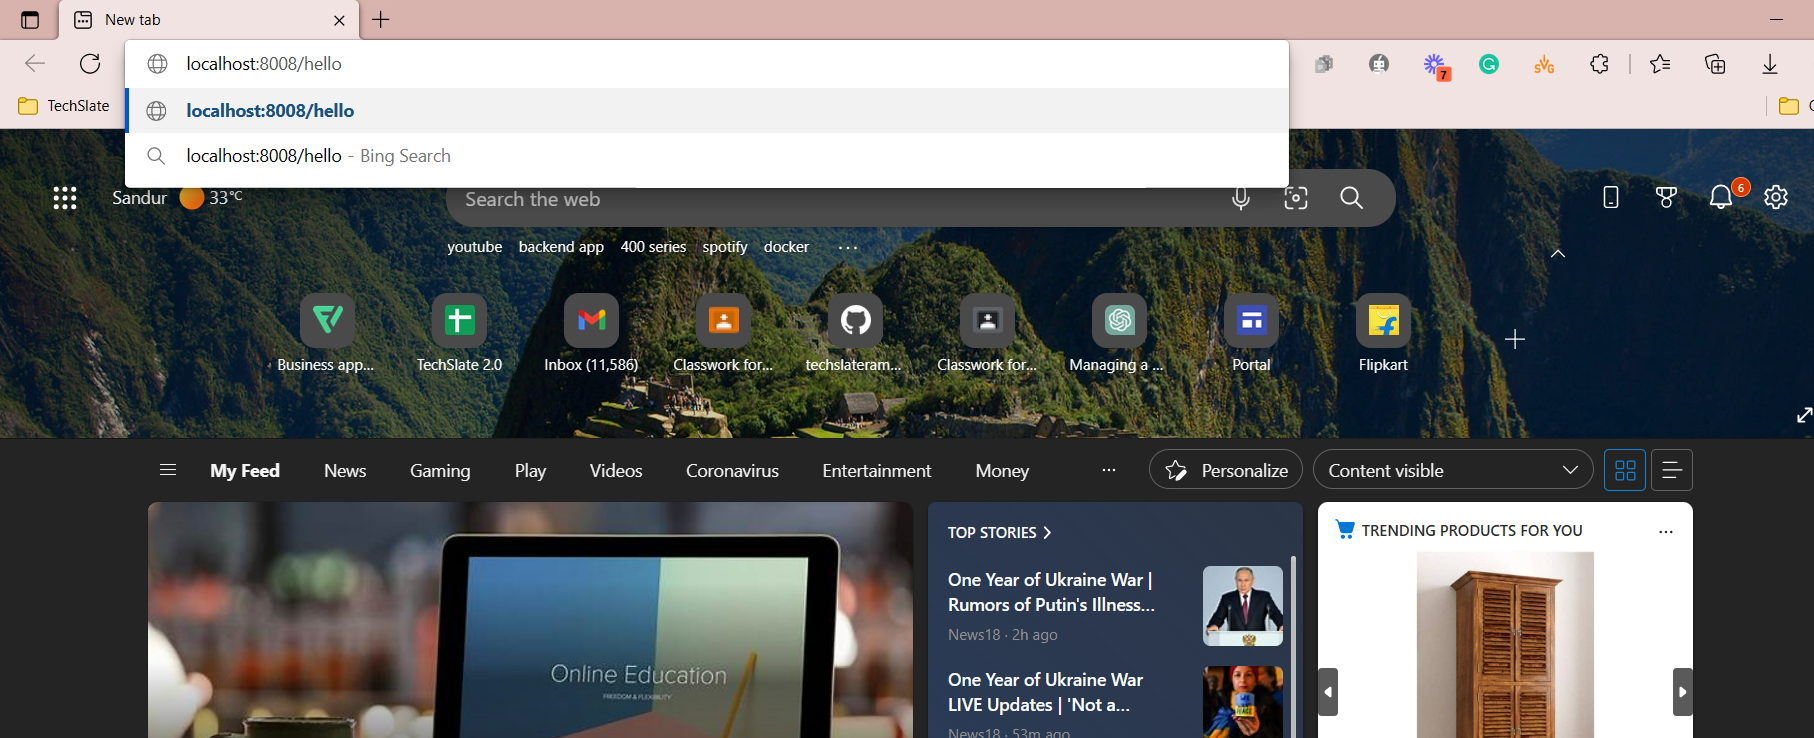 New tab
localhost:8008/hello
7
TechSlate
localhost:8008/hello
localhost:8008/hello - Bing Search
Sandur 33°C
Search the web
6
youtube backend app 400 series spotify docker ...
Business app... TechSlate 2.0 Inbox (11,586) Classwork for... techslateram... Classwork for... Managing a ... Portal Flipkart
My Feed News Gaming Play Videos Coronavirus Entertainment Money ... Personalize Content visible
TOP STORIES
One Year of Ukraine War |
Rumors of Putin's Illness...
News18 · 2h ago
One Year of Ukraine War
LIVE Updates | 'Not a...
News18 · 53m ago
TRENDING PRODUCTS FOR YOU ...
Online Education
FREEDOM & FLEXIBILITY